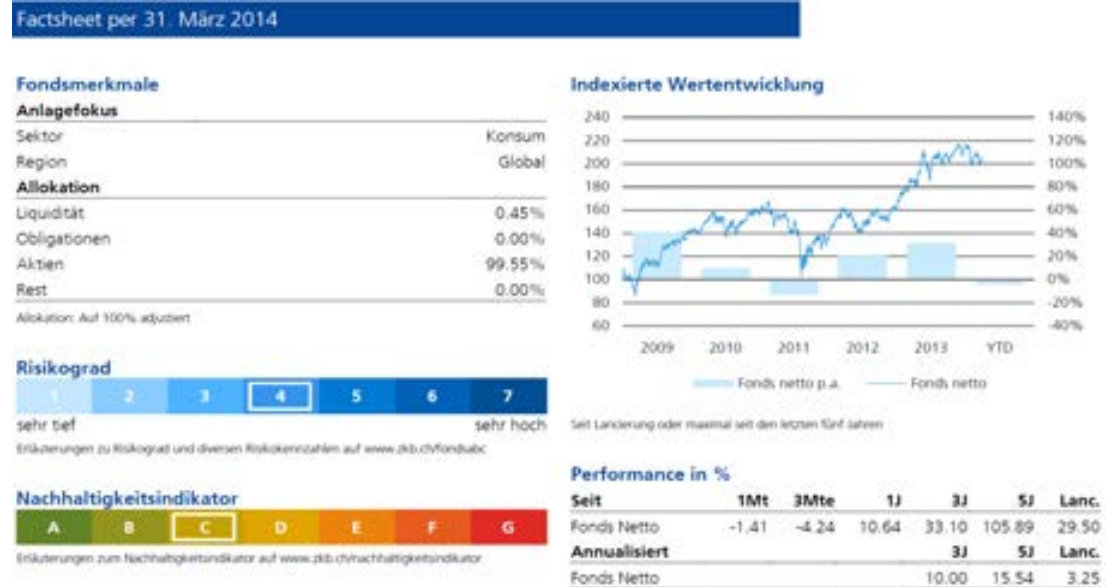 Factsheet per 31. März 2014
Fondsmerkmale
Anlagefokus
Sektor Konsum
Region Global
Allokation
Liquidität 0.45%
Obligationen 0.00%
Aktien 99.55%
Rest 0.00%
Allokation: Auf 100% adjustiert
Risikograd
1 2 3 4 5 6 7
sehr tief sehr hoch
Erläuterungen zu Risikograd und diversen Risikokennzahlen auf www.zkb.ch/fondsabc
Nachhaltigkeitsindikator
A B C D E F G
Erläuterungen zum Nachhaltigkeitsindikator auf www.zkb.ch/nachhaltigkeitsindikator
Indexierte Wertentwicklung
240 140%
220 120%
200 100%
180 80%
160 60%
140 40%
120 20%
100 0%
80 -20%
60 -40%
2009 2010 2011 2012 2013 YTD
Fonds netto p.a. Fonds netto
Seit Lancierung oder maximal seit den letzten fünf Jahren
Performance in %
Seit 1Mt 3Mte 1J 3J 5J Lanc.
Fonds Netto -1.41 -4.24 10.64 33.10 105.89 29.50
Annualisiert 3J 5J Lanc.
Fonds Netto 10.00 15.54 3.25